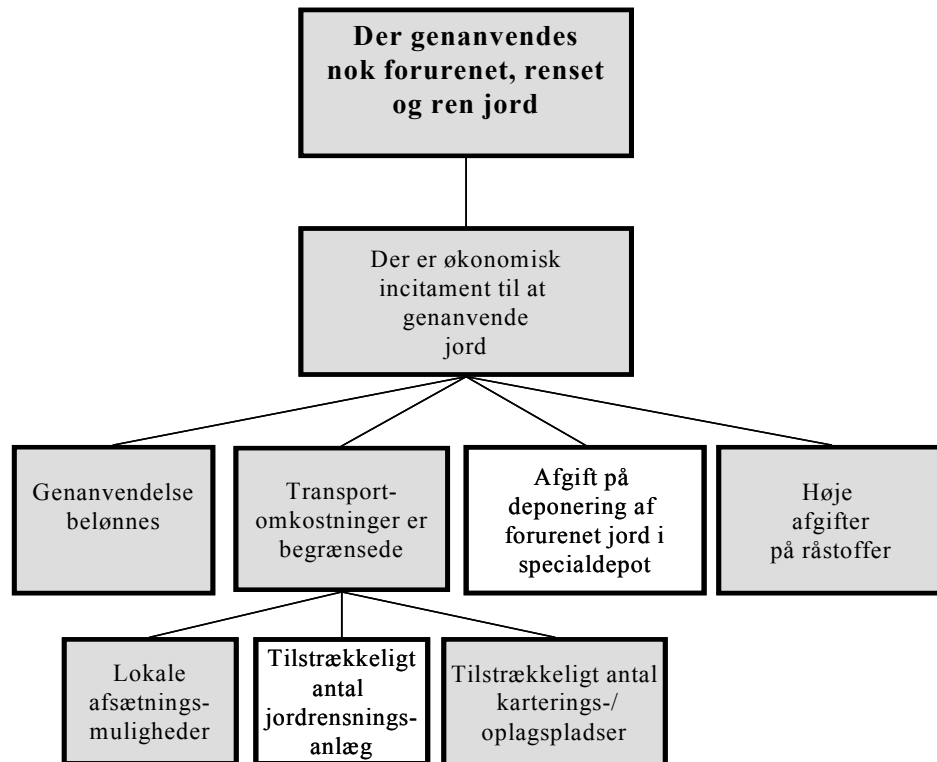 Der genanvendes
nok forurenet, renset
og ren jord
Der er økonomisk
incitament til at
genanvende
jord
Genanvendelse
belønnes
Transport-
omkostninger er
begrænsede
Afgift på
deponering af
forurenet jord i
specialdepot
Høje
afgifter
på råstoffer
Lokale
afsætnings-
muligheder
Tilstrækkeligt
antal
jordrensnings-
anlæg
Tilstrækkeligt antal
karterings-/
oplagspladser